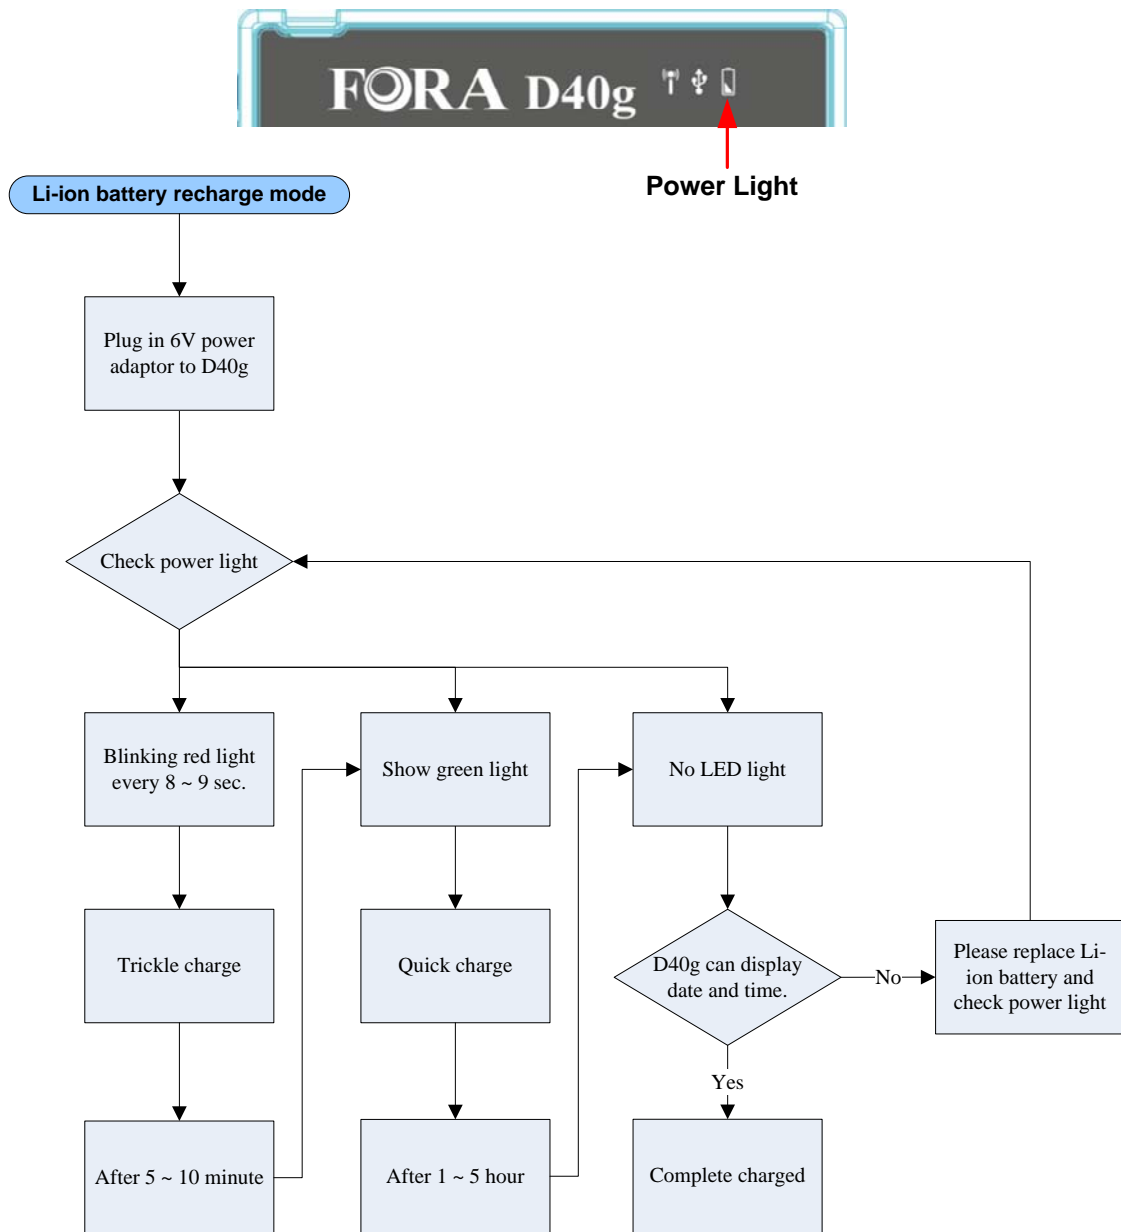 FORA D40g
Power Light
Li-ion battery recharge mode
Plug in 6V power
adaptor to D40g
Check power light
Blinking red light
every 8 ~ 9 sec.
Show green light
No LED light
Trickle charge
Quick charge
D40g can display
date and time.
No
Please replace Li-
ion battery and
check power light
Yes
After 5 ~ 10 minute
After 1 ~ 5 hour
Complete charged